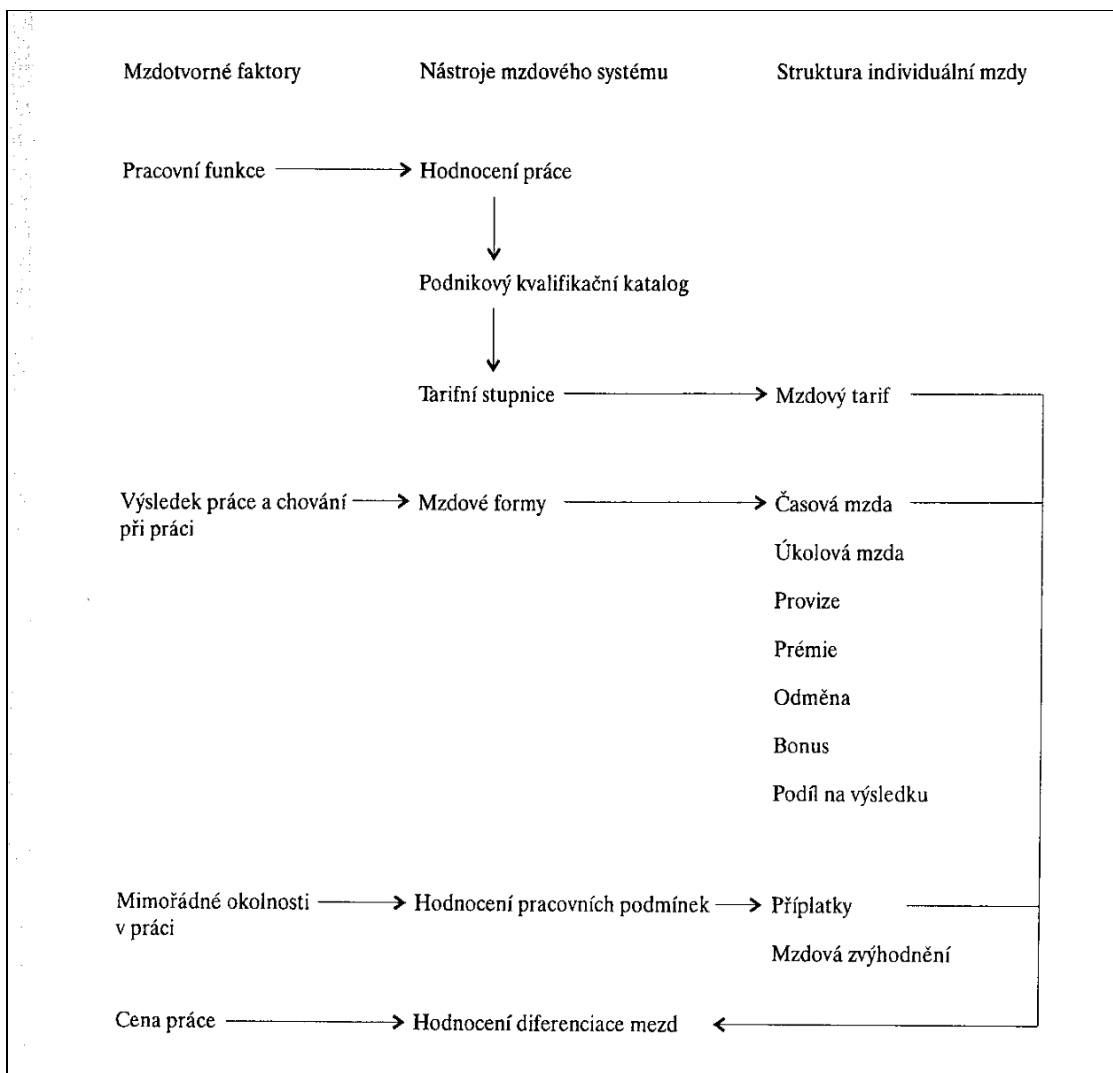 Mzdotvorné faktory Nástroje mzdového systému Struktura individuální mzdy
Pracovní funkce Hodnocení práce
Podnikový kvalifikační katalog
Tarifní stupnice Mzdový tarif
Výsledek práce a chování Mzdové formy Časová mzda
při práci
Úkolová mzda
Provize
Prémie
Odměna
Bonus
Podíl na výsledku
Mimořádné okolnosti Hodnocení pracovních podmínek Příplatky
v práci
Mzdová zvýhodnění
Cena práce Hodnocení diferenciace mezd